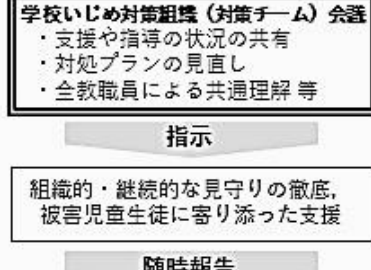 学校いじめ対策組織（対策チーム）会議
・支援や指導の状況の共有
・対処プランの見直し
・全教職員による共通理解 等
指示
組織的・継続的な見守りの徹底,
被害児童生徒に寄り添った支援
随時報告